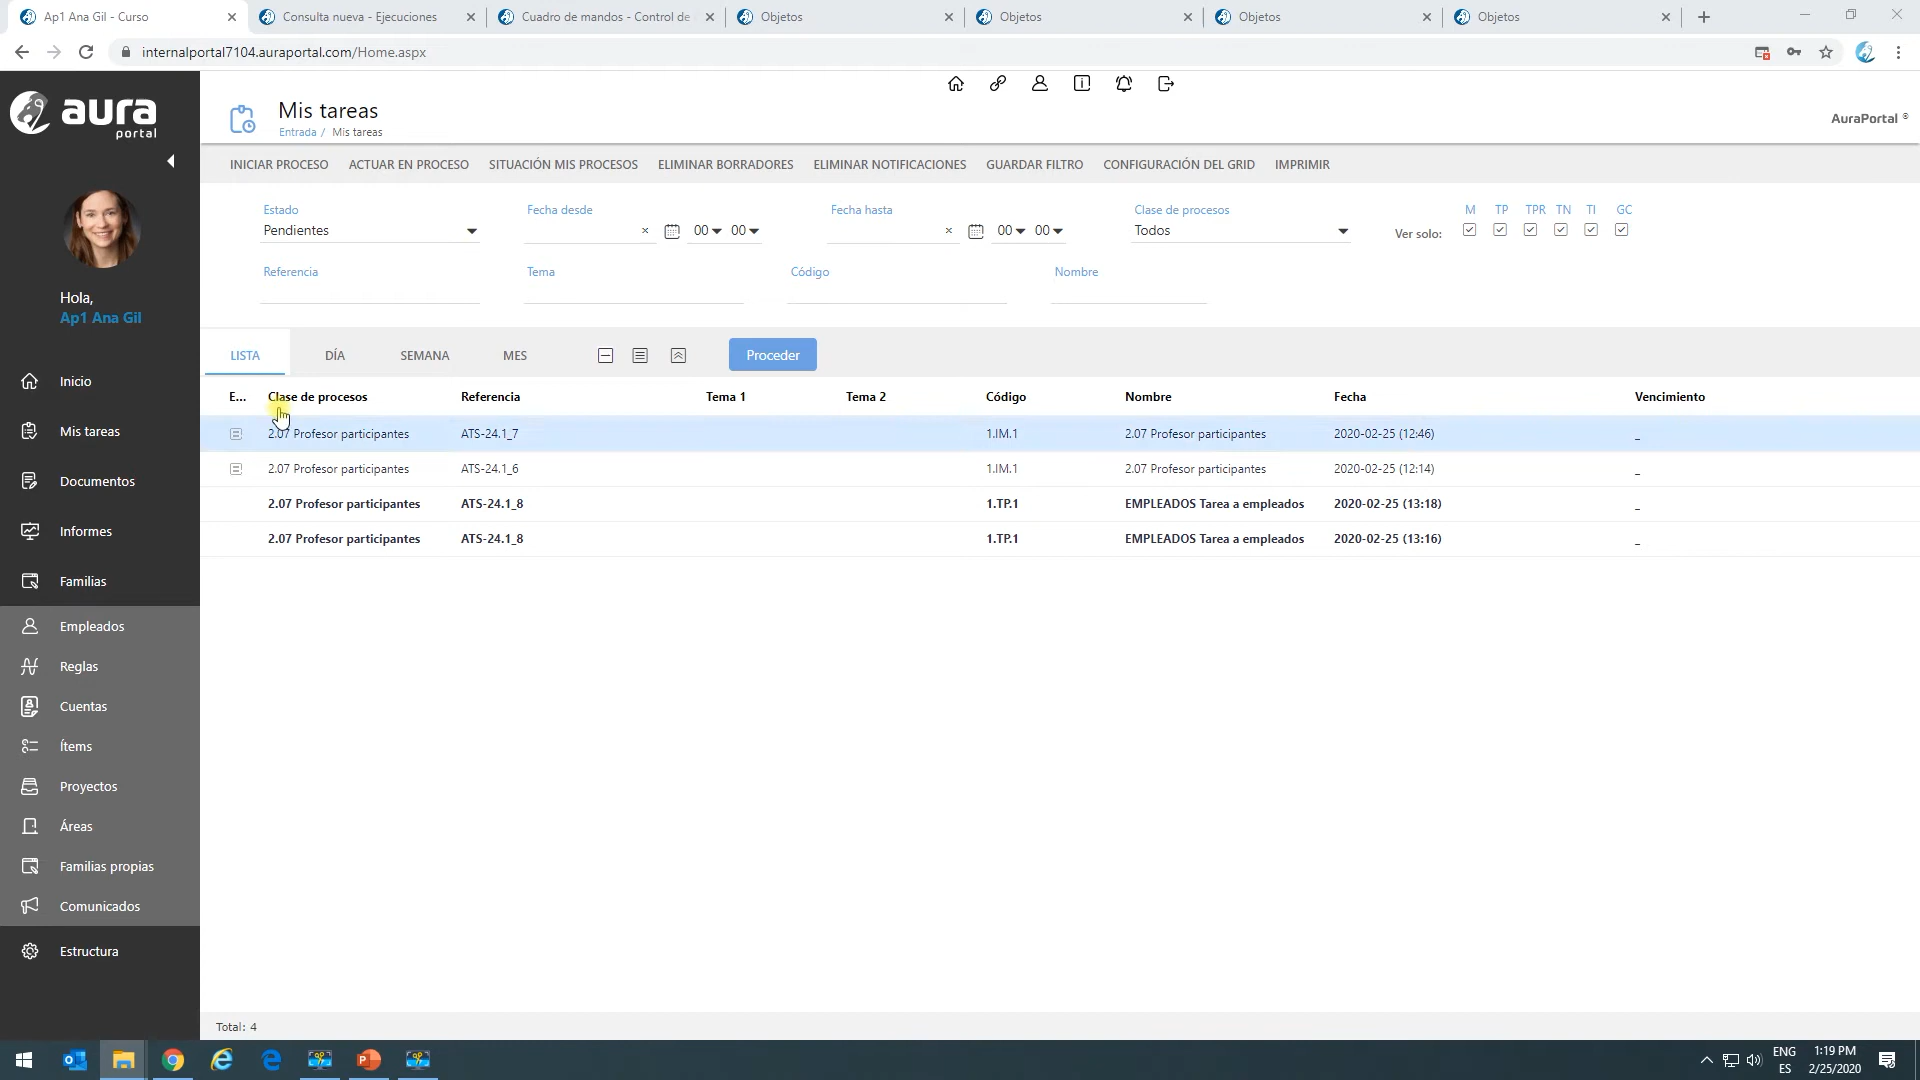 Ap1 Ana Gil - Curso
Consulta nueva - Ejecuciones
Cuadro de mandos - Control de
Objetos
Objetos
Objetos
Objetos
internalportal7104.auraportal.com/Home.aspx
aura
portal
Mis tareas
Entrada / Mis tareas
AuraPortal ®
INICIAR PROCESO ACTUAR EN PROCESO SITUACIÓN MIS PROCESOS ELIMINAR BORRADORES ELIMINAR NOTIFICACIONES GUARDAR FILTRO CONFIGURACIÓN DEL GRID IMPRIMIR
Estado Fecha desde Fecha hasta Clase de procesos M TP TPR TN TI GC
Pendientes 00 00 00 00 Todos Ver solo:
Referencia Tema Código Nombre
Hola,
Ap1 Ana Gil
Inicio
Mis tareas
Documentos
Informes
Familias
Empleados
Reglas
Cuentas
Ítems
Proyectos
Áreas
Familias propias
Comunicados
Estructura
LISTA DÍA SEMANA MES Proceder
E... Clase de procesos Referencia Tema 1 Tema 2 Código Nombre Fecha Vencimiento
2.07 Profesor participantes ATS-24.1_7 1.IM.1 2.07 Profesor participantes 2020-02-25 (12:46) _
2.07 Profesor participantes ATS-24.1_6 1.IM.1 2.07 Profesor participantes 2020-02-25 (12:14) _
2.07 Profesor participantes ATS-24.1_8 1.TP.1 EMPLEADOS Tarea a empleados 2020-02-25 (13:18) _
2.07 Profesor participantes ATS-24.1_8 1.TP.1 EMPLEADOS Tarea a empleados 2020-02-25 (13:16) _
Total: 4
ENG 1:19 PM
ES 2/25/2020